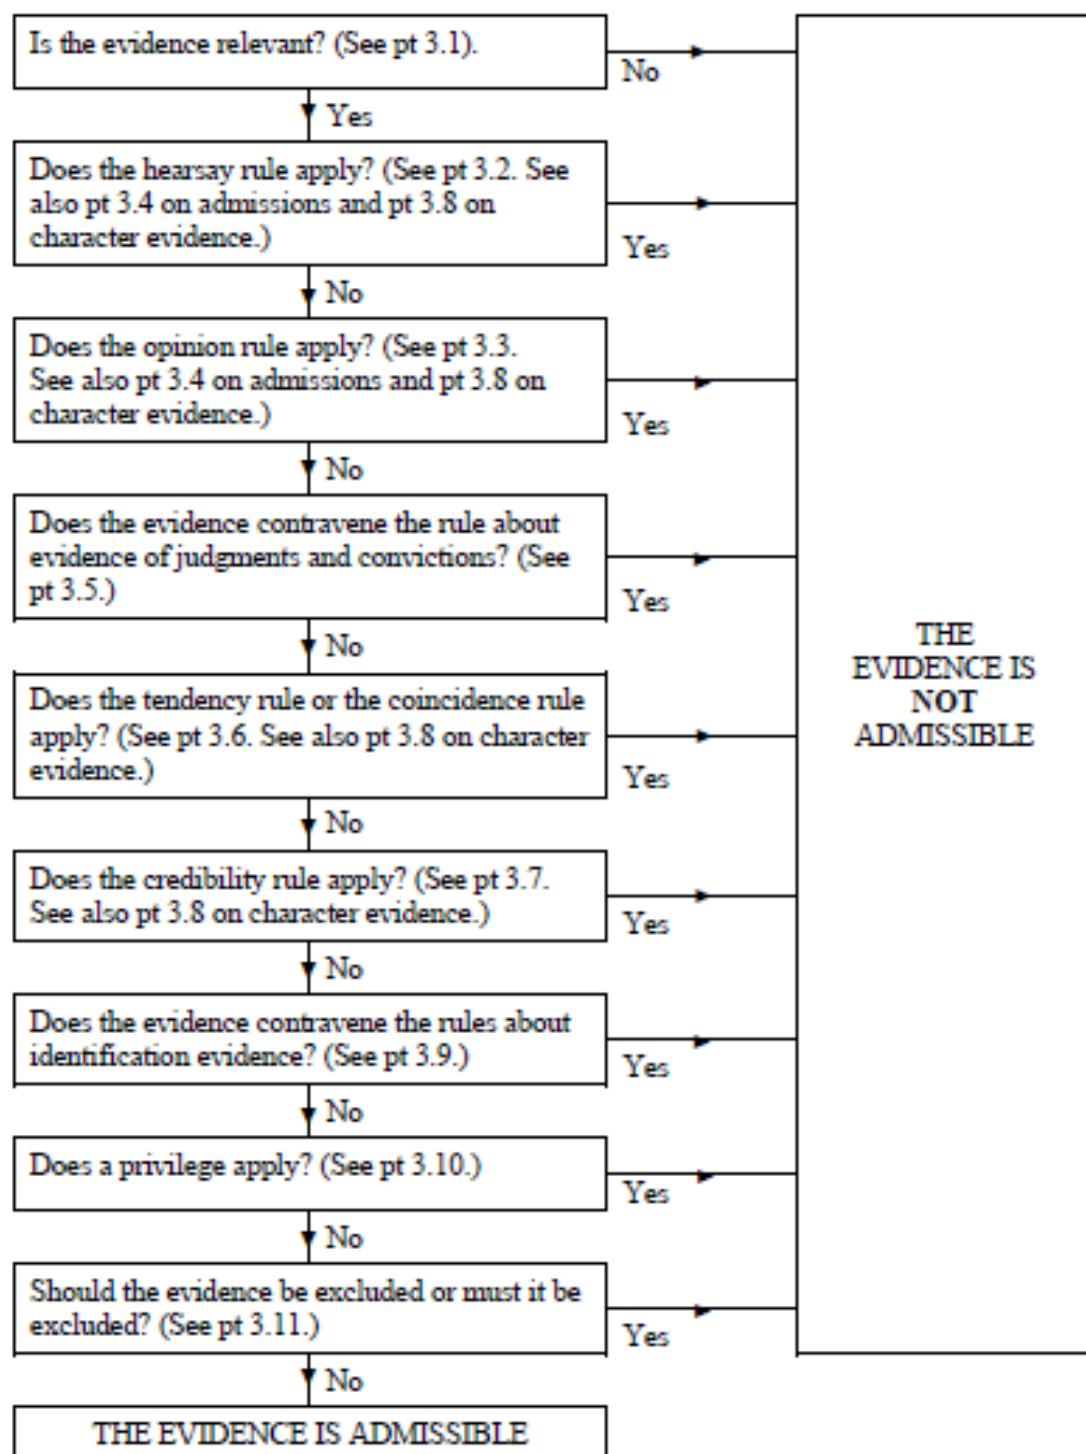 Is the evidence relevant? (See pt 3.1).
No
Yes
Does the hearsay rule apply? (See pt 3.2. See
also pt 3.4 on admissions and pt 3.8 on
character evidence.)
Yes
No
Does the opinion rule apply? (See pt 3.3.
See also pt 3.4 on admissions and pt 3.8 on
character evidence.)
Yes
No
Does the evidence contravene the rule about
evidence of judgments and convictions? (See
pt 3.5.)
Yes
No
Does the tendency rule or the coincidence rule
apply? (See pt 3.6. See also pt 3.8 on character
evidence.)
Yes
No
Does the credibility rule apply? (See pt 3.7.
See also pt 3.8 on character evidence.)
Yes
No
Does the evidence contravene the rules about
identification evidence? (See pt 3.9.)
Yes
No
Does a privilege apply? (See pt 3.10.)
Yes
No
Should the evidence be excluded or must it be
excluded? (See pt 3.11.)
Yes
No
THE EVIDENCE IS ADMISSIBLE
THE
EVIDENCE IS
NOT
ADMISSIBLE